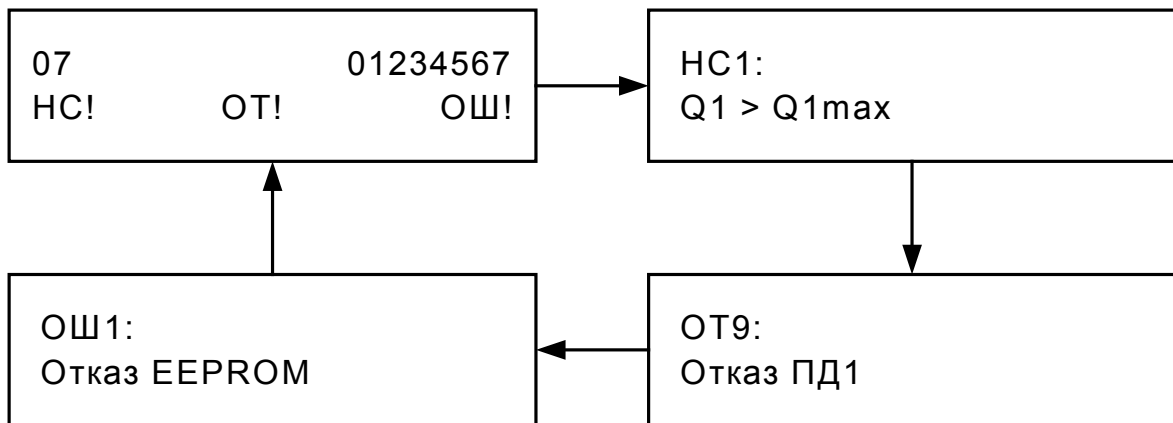 07 01234567
НС! ОТ! ОШ!
НС1:
Q1 > Q1max
ОШ1:
Отказ EEPROM
ОТ9:
Отказ ПД1